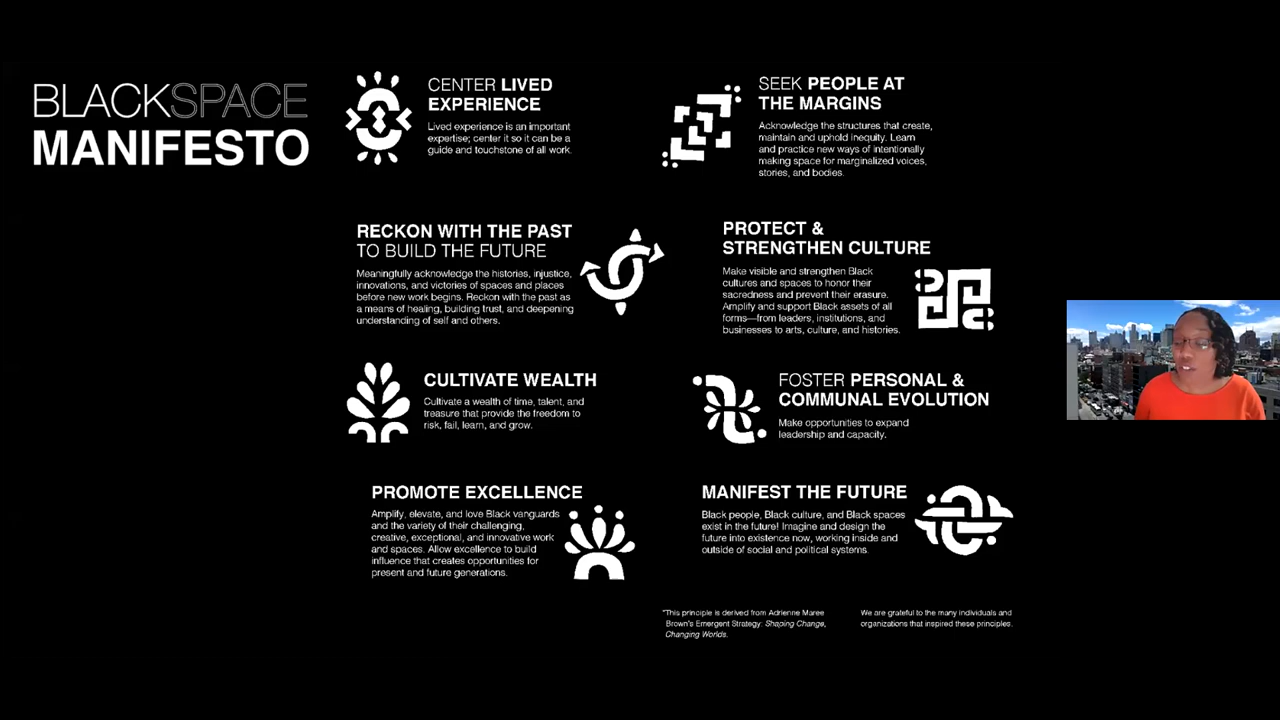 BLACKSPACE
MANIFESTO
CENTER LIVED
EXPERIENCE
Lived experience is an important
expertise; center it so it can be a
guide and touchstone of all work.
SEEK PEOPLE AT
THE MARGINS
Acknowledge the structures that create,
maintain and uphold inequity. Learn
and practice new ways of intentionally
making space for marginalized voices,
stories, and bodies.
RECKON WITH THE PAST
TO BUILD THE FUTURE
Meaningfully acknowledge the histories, injustice,
innovations, and victories of spaces and places
before new work begins. Reckon with the past as
a means of healing, building trust, and deepening
understanding of self and others.
PROTECT &
STRENGTHEN CULTURE
Make visible and strengthen Black
cultures and spaces to honor their
sacredness and prevent their erasure.
Amplify and support Black assets of all
forms—from leaders, institutions, and
businesses to arts, culture, and histories.
CULTIVATE WEALTH
Cultivate a wealth of time, talent, and
treasure that provide the freedom to
risk, fail, learn, and grow.
FOSTER PERSONAL &
COMMUNAL EVOLUTION
Make opportunities to expand
leadership and capacity.
PROMOTE EXCELLENCE
Amplify, elevate, and love Black vanguards
and the variety of their challenging,
creative, exceptional, and innovative work
and spaces. Allow excellence to build
influence that creates opportunities for
present and future generations.
MANIFEST THE FUTURE
Black people, Black culture, and Black spaces
exist in the future! Imagine and design the
future into existence now, working inside and
outside of social and political systems.
*This principle is derived from Adrienne Maree
Brown's Emergent Strategy: Shaping Change,
Changing Worlds.
We are grateful to the many individuals and
organizations that inspired these principles.